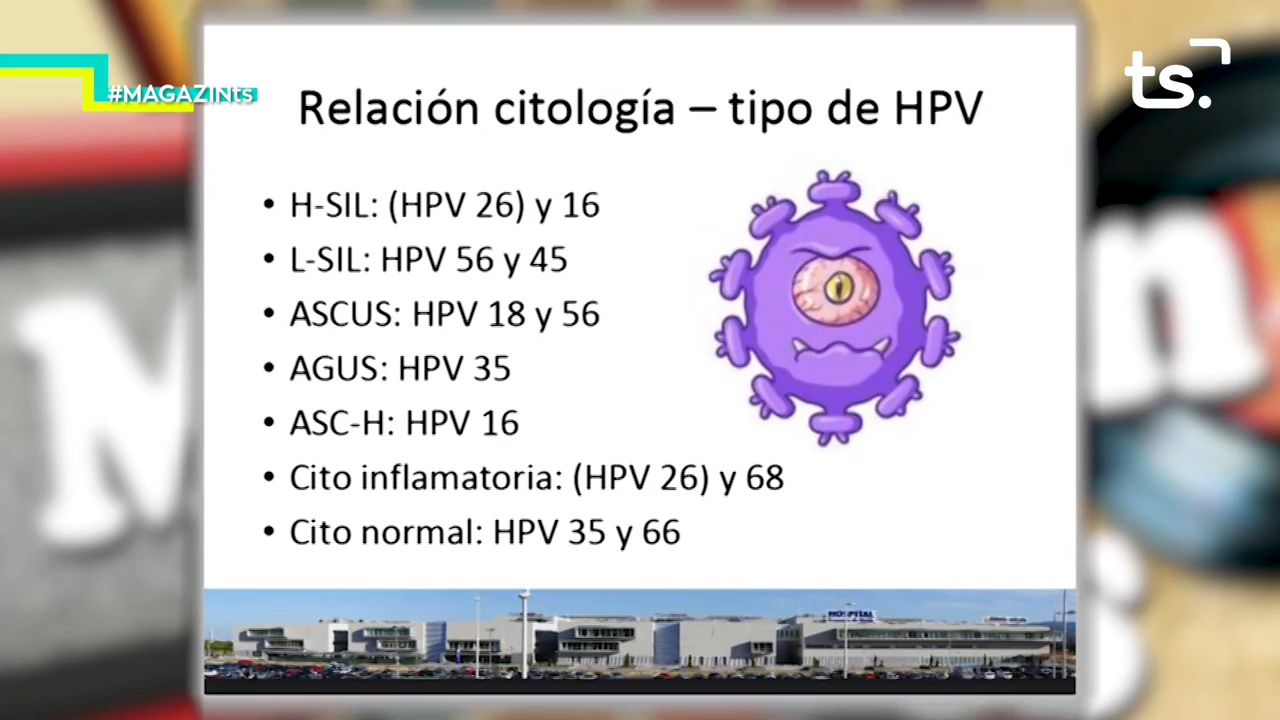 #MAGAZINts
ts.
Relación citología – tipo de HPV
• H-SIL: (HPV 26) y 16
• L-SIL: HPV 56 y 45
• ASCUS: HPV 18 y 56
• AGUS: HPV 35
• ASC-H: HPV 16
• Cito inflamatoria: (HPV 26) y 68
• Cito normal: HPV 35 y 66
HOSPITAL